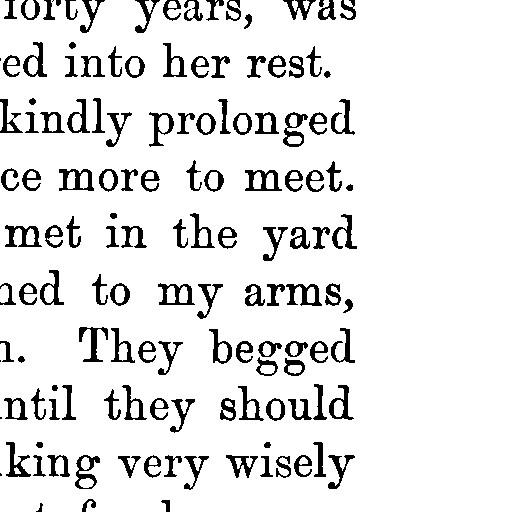 forty years, was
ed into her rest.
kindly prolonged
ce more to meet.
met in the yard
ned to my arms,
. They begged
ntil they should
king very wisely